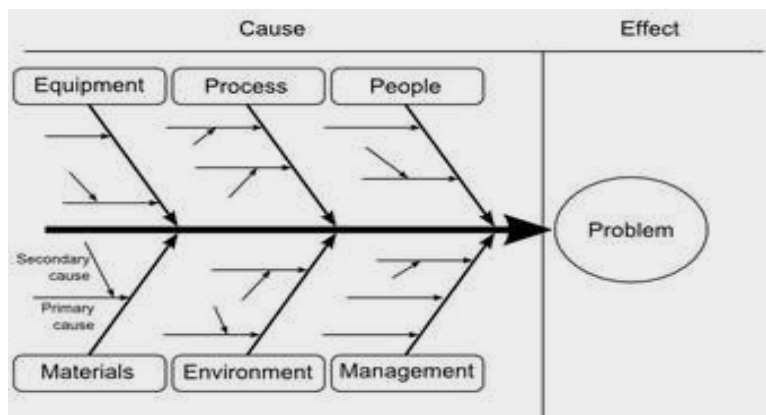 Cause
Effect
Equipment
Process
People
Problem
Secondary
cause
Primary
cause
Materials
Environment
Management